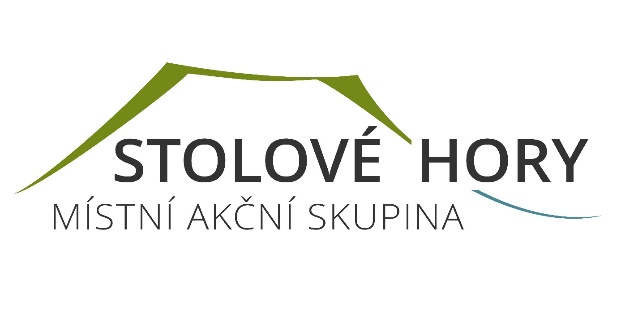 STOLOVÉ HORY
MÍSTNÍ AKČNÍ SKUPINA